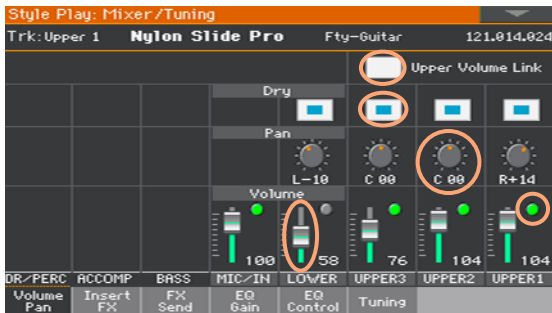 Style Play: Mixer/Tuning
Trk: Upper 1 Nylon Slide Pro Fty-Guitar 121.014.024
Upper Volume Link
Dry
Pan
L-10 C 00 C 00 R+1d
Volume
100 58 76 104 104
DR/PERC ACCOMP BASS MIC/IN LOWER UPPER3 UPPER2 UPPER1
Volume Pan Insert FX FX Send EQ Gain EQ Control Tuning